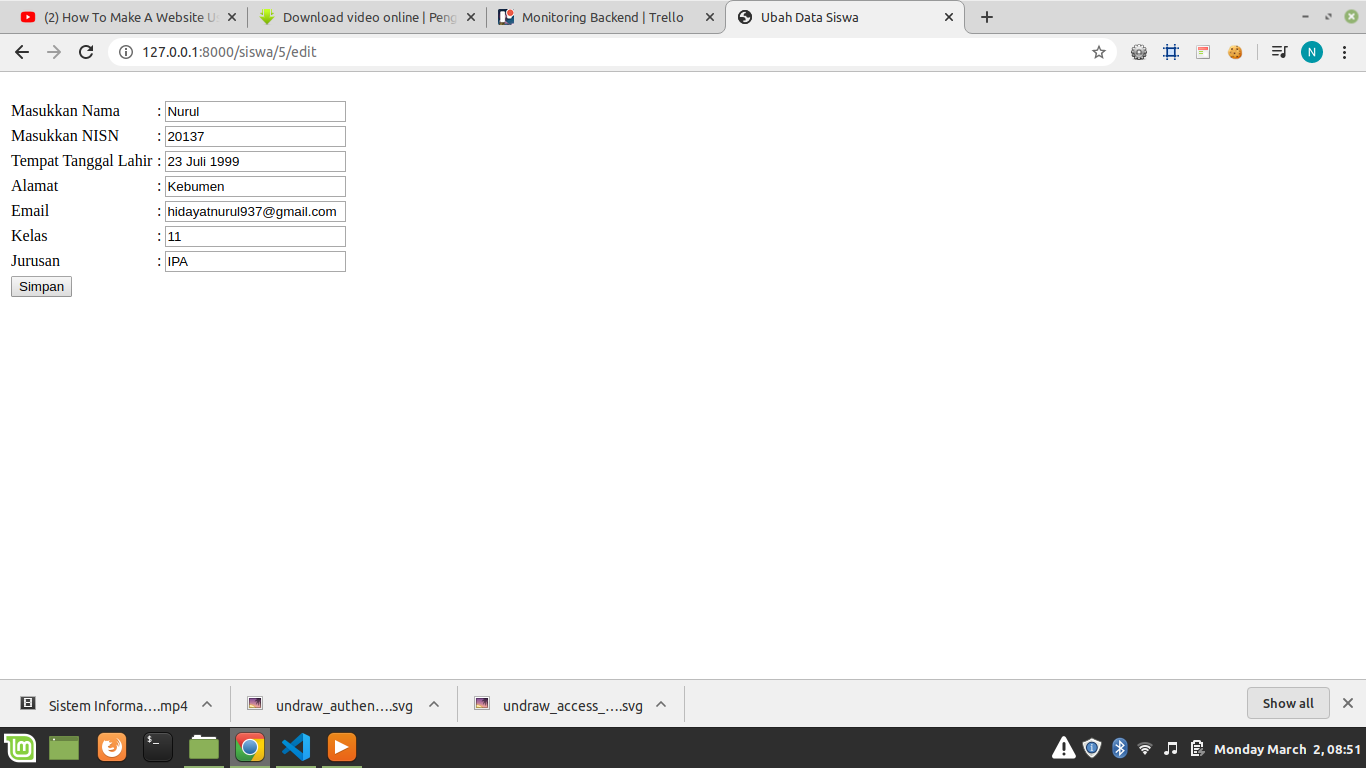 (2) How To Make A Website U
Download video online | Peng
Monitoring Backend | Trello
Ubah Data Siswa
127.0.0.1:8000/siswa/5/edit
N
Masukkan Nama : Nurul
Masukkan NISN : 20137
Tempat Tanggal Lahir : 23 Juli 1999
Alamat : Kebumen
Email : hidayatnurul937@gmail.com
Kelas : 11
Jurusan : IPA
Simpan
Sistem Informa....mp4
undraw_authen....svg
undraw_access_....svg
Show all
Monday March 2, 08:51